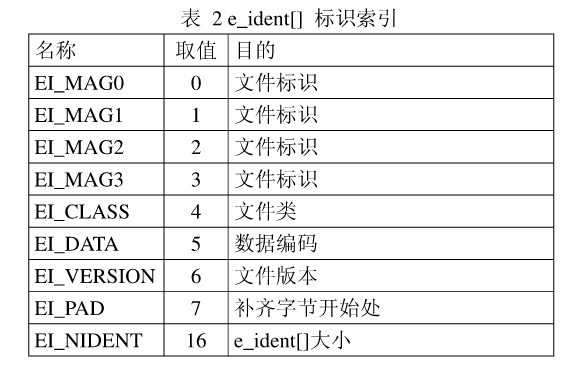 表 2 e_ident[] 标识索引
名称 取值 目的
EI_MAG0 0 文件标识
EI_MAG1 1 文件标识
EI_MAG2 2 文件标识
EI_MAG3 3 文件标识
EI_CLASS 4 文件类
EI_DATA 5 数据编码
EI_VERSION 6 文件版本
EI_PAD 7 补齐字节开始处
EI_NIDENT 16 e_ident[]大小